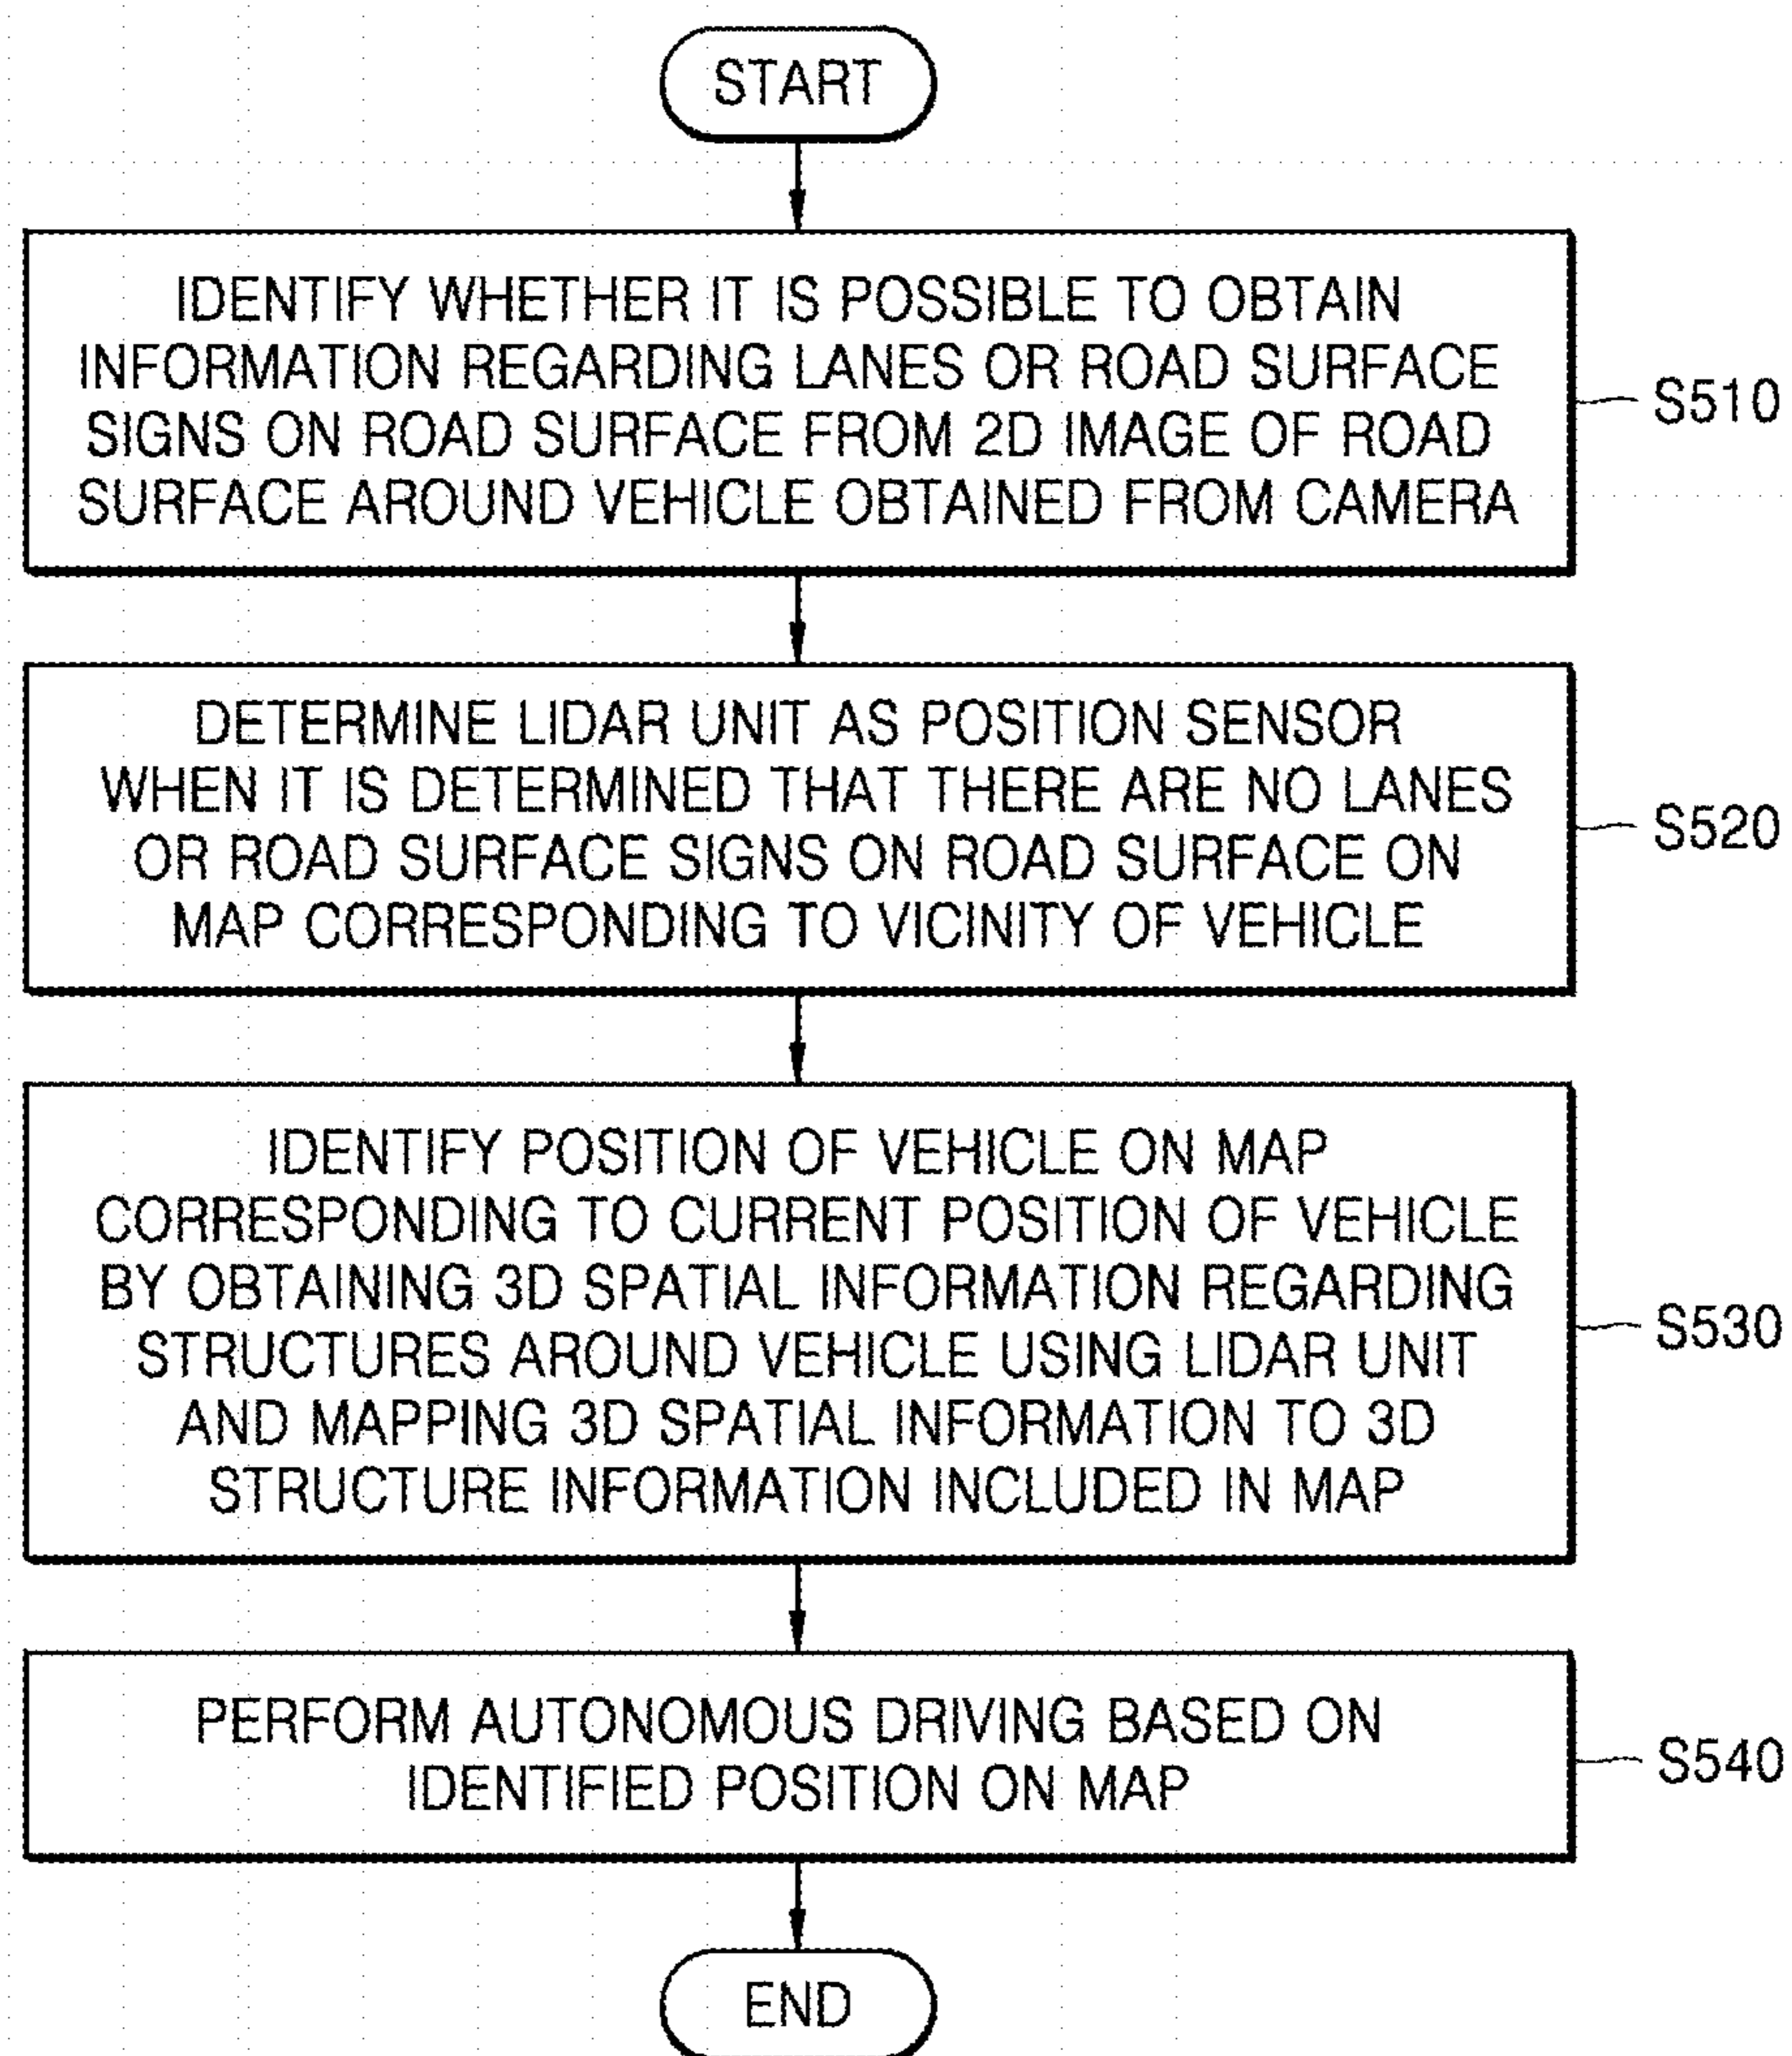 START
IDENTIFY WHETHER IT IS POSSIBLE TO OBTAIN
INFORMATION REGARDING LANES OR ROAD SURFACE
SIGNS ON ROAD SURFACE FROM 2D IMAGE OF ROAD
SURFACE AROUND VEHICLE OBTAINED FROM CAMERA
S510
DETERMINE LIDAR UNIT AS POSITION SENSOR
WHEN IT IS DETERMINED THAT THERE ARE NO LANES
OR ROAD SURFACE SIGNS ON ROAD SURFACE ON
MAP CORRESPONDING TO VICINITY OF VEHICLE
S520
IDENTIFY POSITION OF VEHICLE ON MAP
CORRESPONDING TO CURRENT POSITION OF VEHICLE
BY OBTAINING 3D SPATIAL INFORMATION REGARDING
STRUCTURES AROUND VEHICLE USING LIDAR UNIT
AND MAPPING 3D SPATIAL INFORMATION TO 3D
STRUCTURE INFORMATION INCLUDED IN MAP
S530
PERFORM AUTONOMOUS DRIVING BASED ON
IDENTIFIED POSITION ON MAP
S540
END